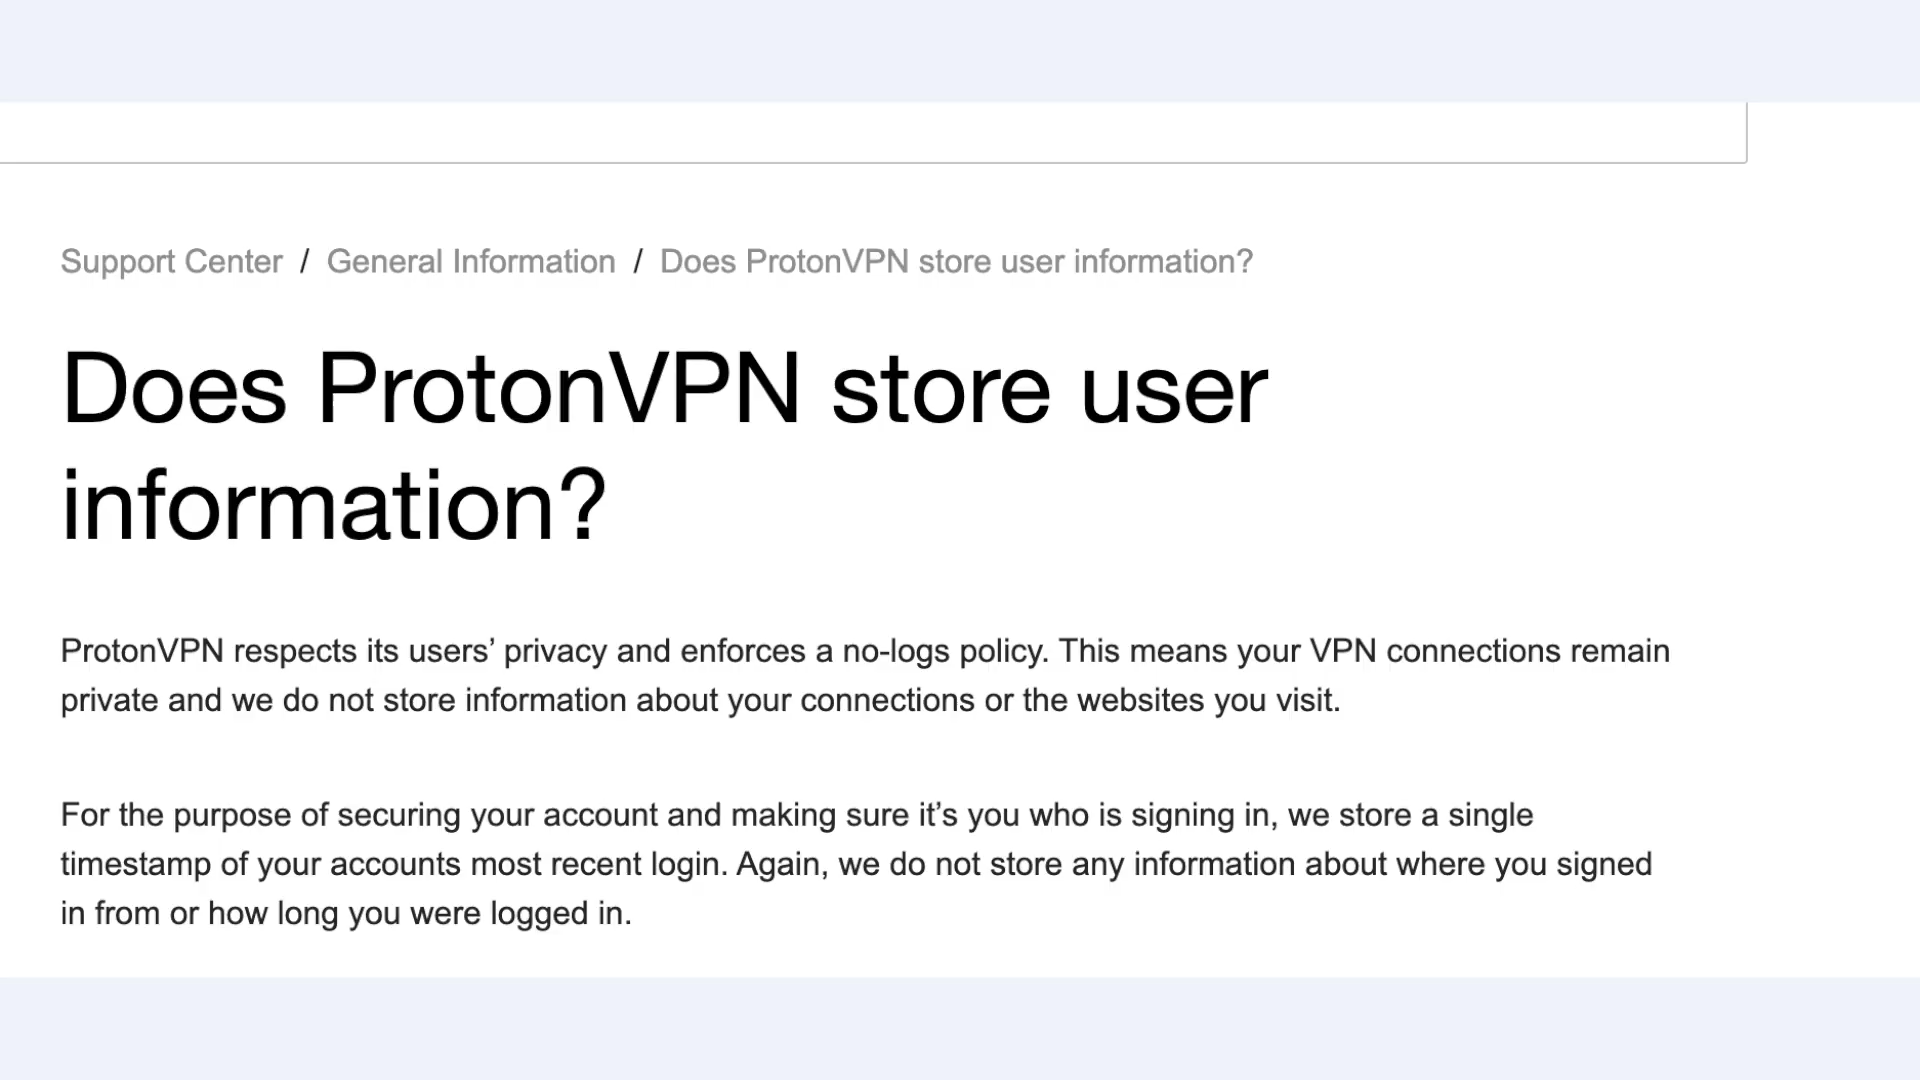 Support Center / General Information / Does ProtonVPN store user information?
Does ProtonVPN store user
information?
ProtonVPN respects its users’ privacy and enforces a no-logs policy. This means your VPN connections remain
private and we do not store information about your connections or the websites you visit.
For the purpose of securing your account and making sure it’s you who is signing in, we store a single
timestamp of your accounts most recent login. Again, we do not store any information about where you signed
in from or how long you were logged in.